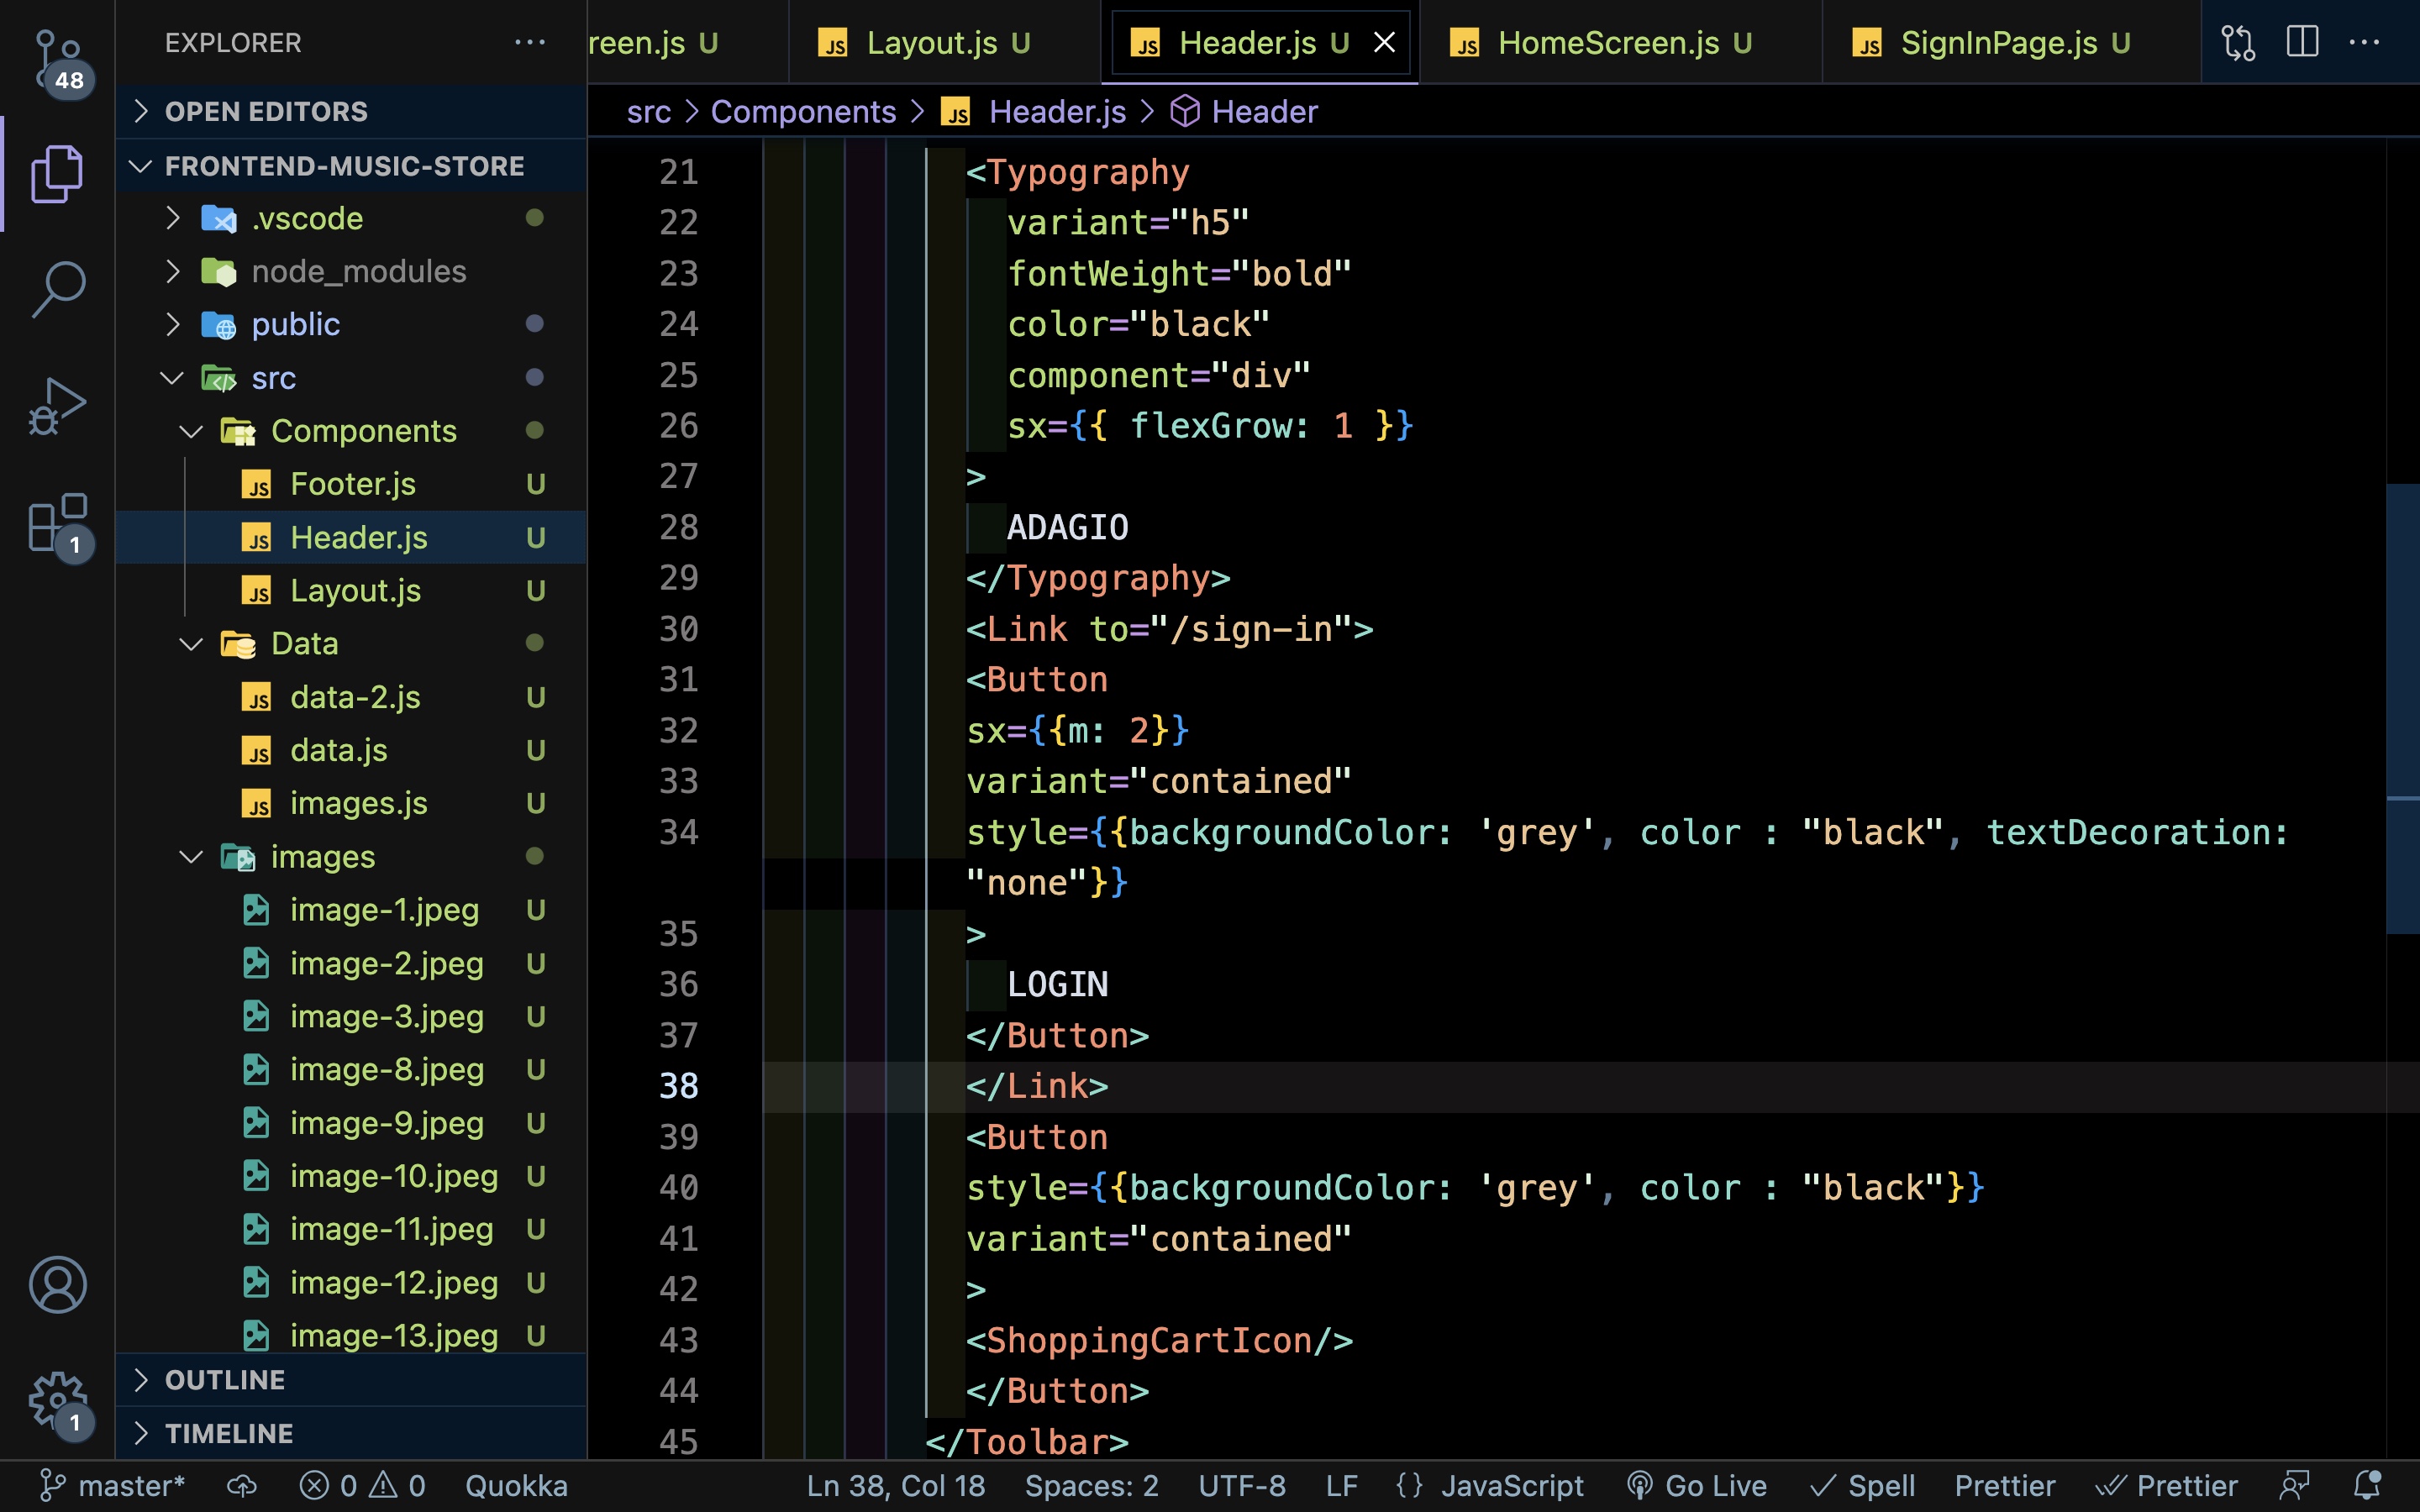 48
1
1
EXPLORER
OPEN EDITORS
FRONTEND-MUSIC-STORE
.vscode
node_modules
public
src
Components
Footer.js U
Header.js U
Layout.js U
Data
data-2.js U
data.js U
images.js U
images
image-1.jpeg U
image-2.jpeg U
image-3.jpeg U
image-8.jpeg U
image-9.jpeg U
image-10.jpeg U
image-11.jpeg U
image-12.jpeg U
image-13.jpeg U
OUTLINE
TIMELINE
reen.js U JS Layout.js U JS Header.js U JS HomeScreen.js U JS SignInPage.js U
src > Components > JS Header.js > Header
21 <Typography
22 variant="h5"
23 fontWeight="bold"
24 color="black"
25 component="div"
26 sx={{ flexGrow: 1 }}
27 >
28 ADAGIO
29 </Typography>
30 <Link to="/sign-in">
31 <Button
32 sx={{m: 2}}
33 variant="contained"
34 style={{backgroundColor: 'grey', color : "black", textDecoration:
"none"}}
35 >
36 LOGIN
37 </Button>
38 </Link>
39 <Button
40 style={{backgroundColor: 'grey', color : "black"}}
41 variant="contained"
42 >
43 <ShoppingCartIcon/>
44 </Button>
45 </Toolbar>
master* 0 0 Quokka Ln 38, Col 18 Spaces: 2 UTF-8 LF {} JavaScript Go Live Spell Prettier Prettier